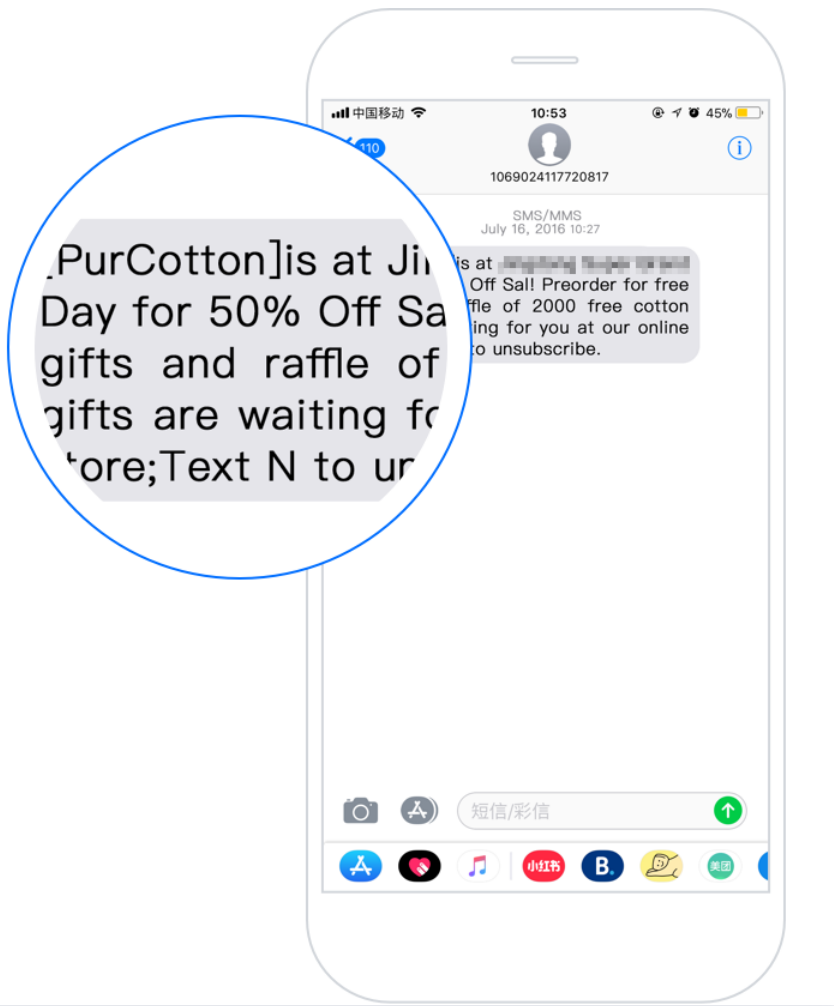 中国移动 10:53 45%
110
1069024117720817
SMS/MMS
July 16, 2016 10:27
[PurCotton]is at Ji
Day for 50% Off Sa
gifts and raffle of
gifts are waiting fo
tore;Text N to un
is at
Off Sal! Preorder for free
ffle of 2000 free cotton
ing for you at our online
to unsubscribe.
短信/彩信
小红书 B. 美团